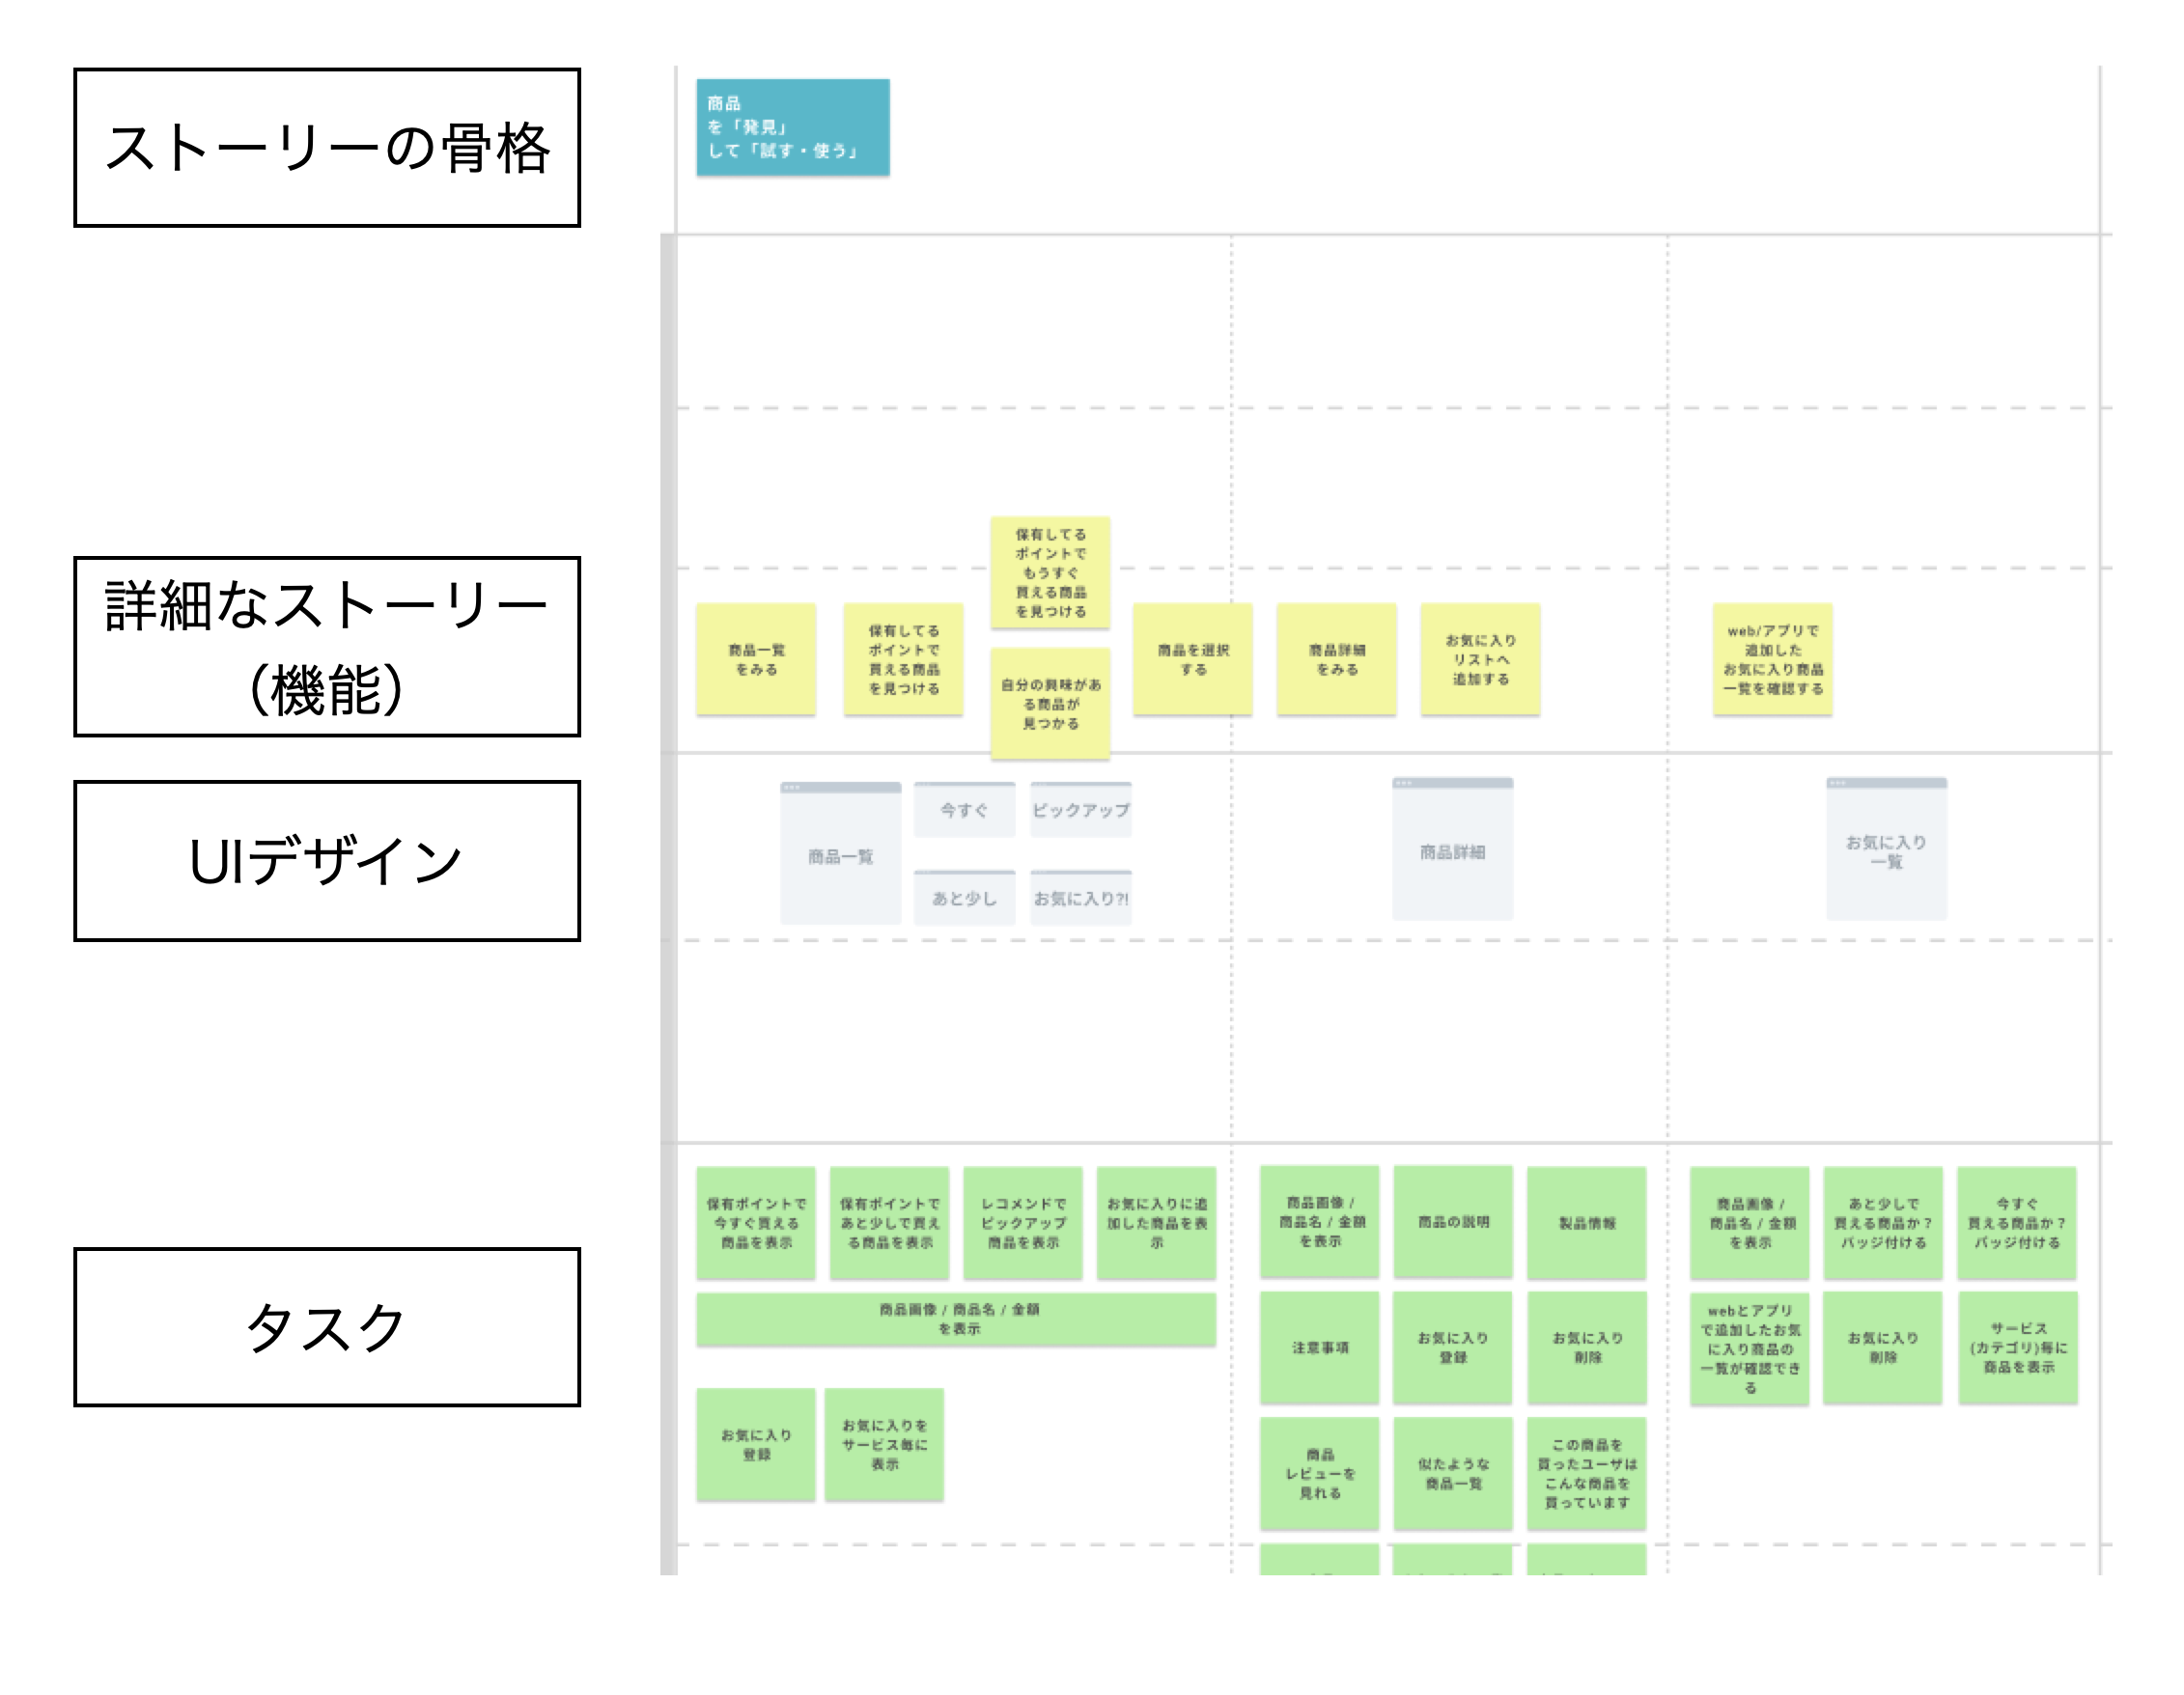 ストーリーの骨格
商品
を「発見」
して「試す・使う」
詳細なストーリー
（機能）
商品一覧
をみる
保有してる
ポイントで
買える商品
を見つける
保有してる
ポイントで
もうすぐ
買える商品
を見つける
自分の興味があ
る商品が
見つかる
商品を選択
する
商品詳細
をみる
お気に入り
リストへ
追加する
web/アプリで
追加した
お気に入り商品
一覧を確認する
UIデザイン
商品一覧
今すぐ
ピックアップ
あと少し
お気に入り?!
商品詳細
お気に入り
一覧
タスク
保有ポイントで
今すぐ買える
商品を表示
保有ポイントで
あと少しで買え
る商品を表示
レコメンドで
ピックアップ
商品を表示
お気に入りに追
加した商品を表
示
商品画像 / 商品名 / 金額
を表示
お気に入り
登録
お気に入りを
サービス毎に
表示
商品画像 /
商品名 / 金額
を表示
商品の説明
製品情報
注意事項
お気に入り
登録
お気に入り
削除
商品
レビューを
見れる
似たような
商品一覧
この商品を
買ったユーザは
こんな商品を
買っています
商品画像 /
商品名 / 金額
を表示
あと少しで
買える商品か？
バッジ付ける
今すぐ
買える商品か？
バッジ付ける
webとアプリ
で追加したお気
に入り商品の
一覧が確認でき
る
お気に入り
削除
サービス
(カテゴリ)毎に
商品を表示